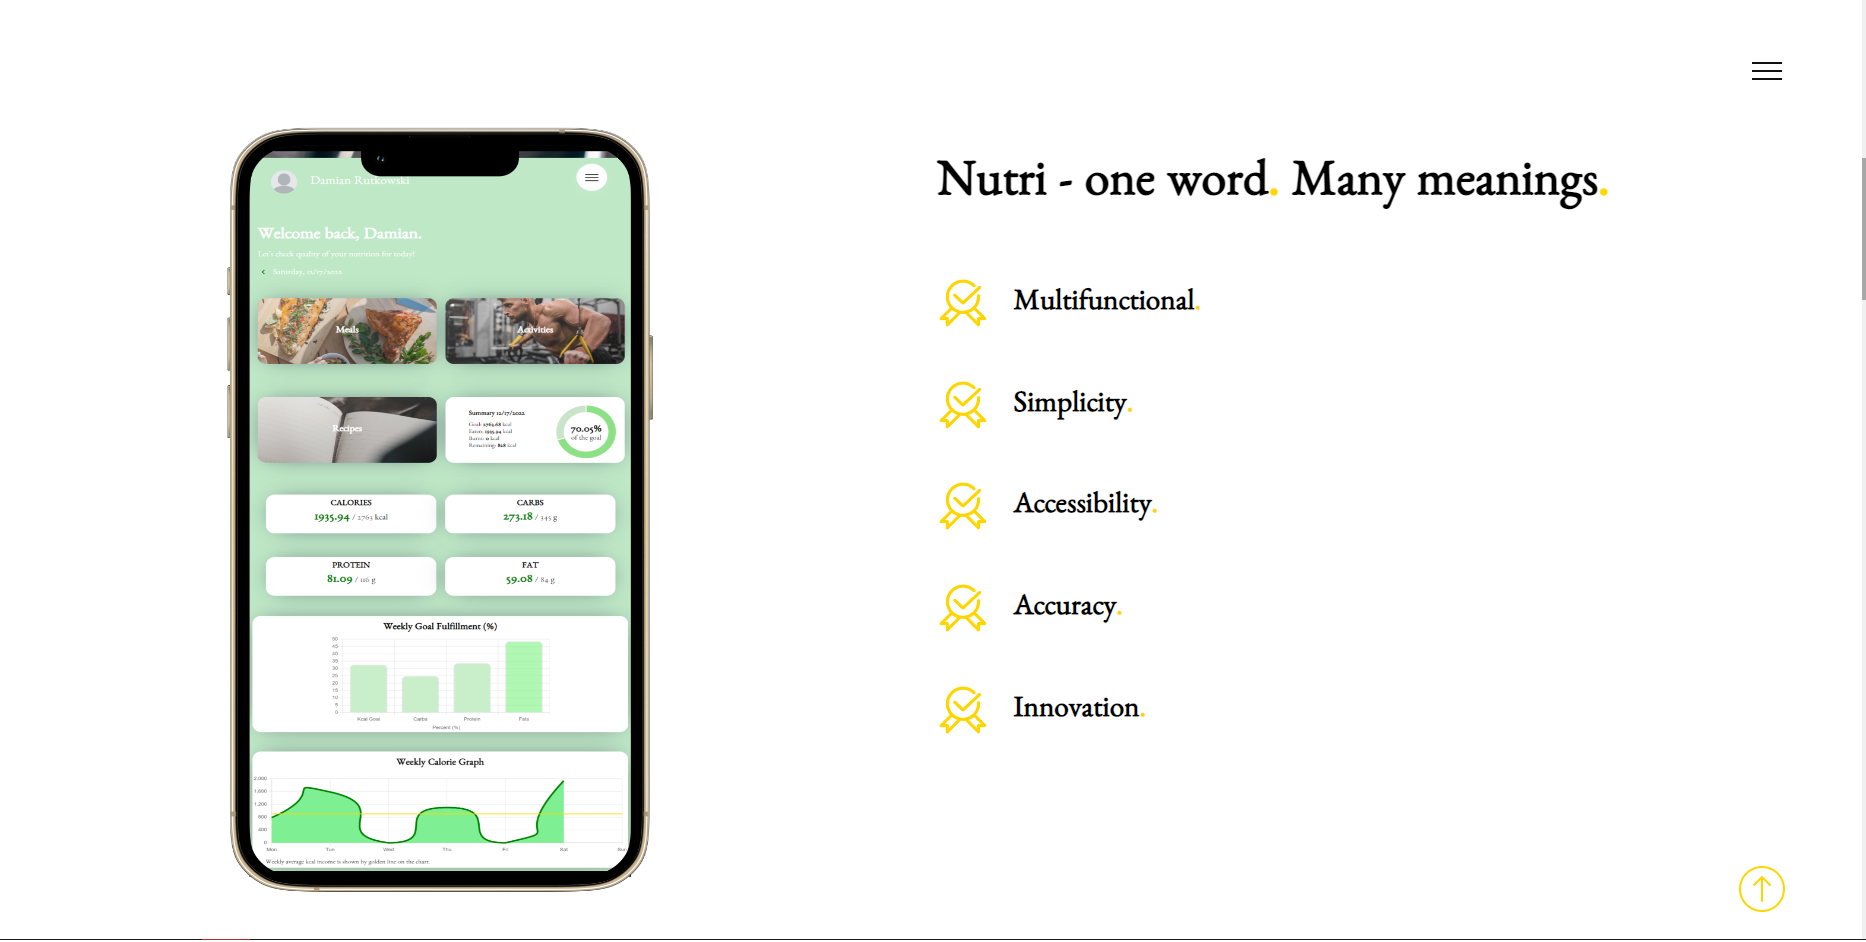 Damian Rutkowski
Welcome back, Damian.
Let's check quality of your nutrition for today!
Saturday, 12/17/2022
Meals
Activities
Recipes
Summary 12/17/2022
Goal: 2763.68 kcal
Eaten: 1935.94 kcal
Burnt: 0 kcal
Remaining: 828 kcal
70.05%
of the goal
CALORIES
1935.94 / 2763 kcal
CARBS
273.18 / 345 g
PROTEIN
81.09 / 116 g
FAT
59.08 / 84 g
Weekly Goal Fulfillment (%)
50
45
40
35
30
25
20
15
10
5
0
Kcal Goal Carbs Protein Fats
Percent (%)
Weekly Calorie Graph
2,000
1,600
1,200
800
400
0
Mon Tue Wed Thu Fri Sat Sun
Weekly average kcal income is shown by golden line on the chart.
Nutri - one word. Many meanings.
Multifunctional.
Simplicity.
Accessibility.
Accuracy.
Innovation.